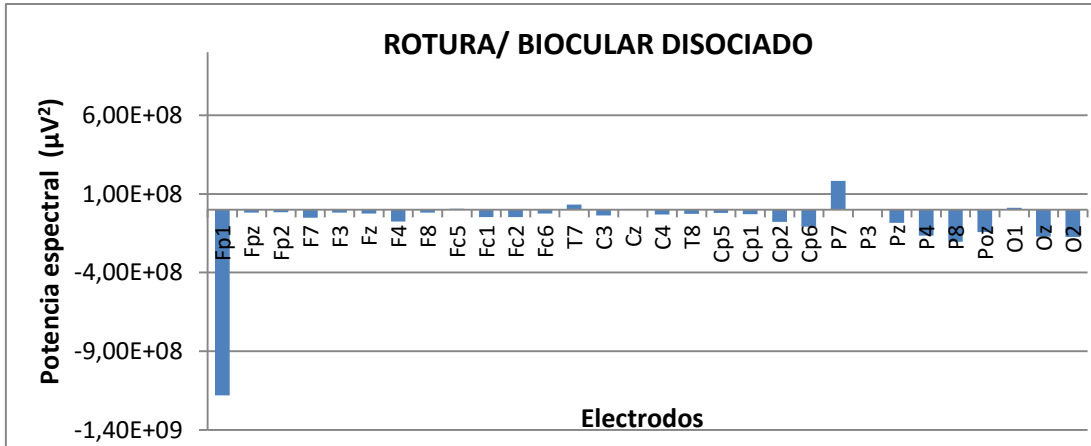 ROTURA/ BIOCULAR DISOCIADO
Potencia espectral (µV²)
6,00E+08
1,00E+08
-4,00E+08
-9,00E+08
-1,40E+09
Fp1 Fpz Fp2 F7 F3 Fz F4 F8 Fc5 Fc1 Fc2 Fc6 T7 C3 Cz C4 T8 Cp5 Cp1 Cp2 Cp6 P7 P3 Pz P4 P8 Poz O1 Oz O2
Electrodos